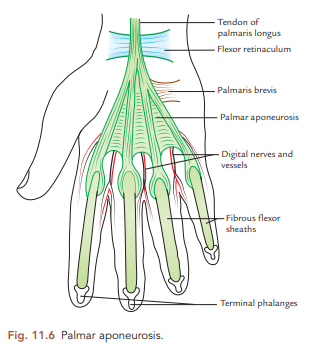 Tendon of
palmaris longus
Flexor retinaculum
Palmaris brevis
Palmar aponeurosis
Digital nerves and
vessels
Fibrous flexor
sheaths
Terminal phalanges
Fig. 11.6 Palmar aponeurosis.